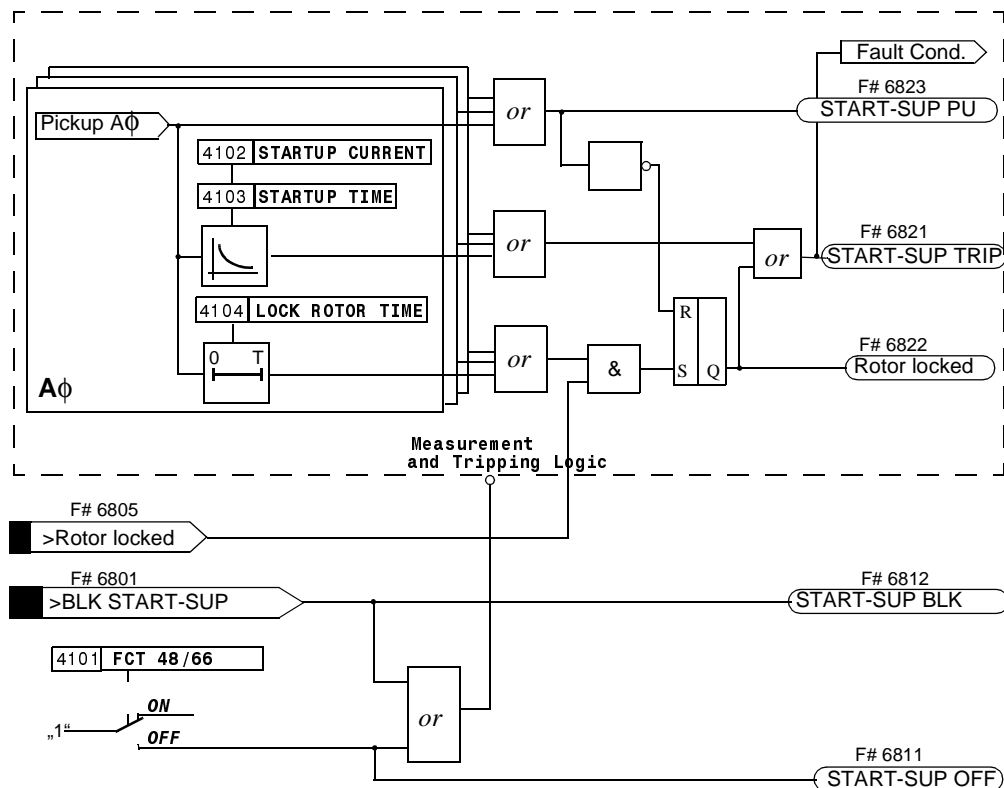 Fault Cond.
F# 6823
START-SUP PU
or
Pickup Aϕ
4102 STARTUP CURRENT
4103 STARTUP TIME
or
F# 6821
or
START-SUP TRIP
4104 LOCK ROTOR TIME
R
0 T
or
&
S Q
F# 6822
Rotor locked
Aϕ
Measurement
and Tripping Logic
F# 6805
>Rotor locked
F# 6801
>BLK START-SUP
F# 6812
START-SUP BLK
4101 FCT 48/66
or
ON
„1“
OFF
F# 6811
START-SUP OFF